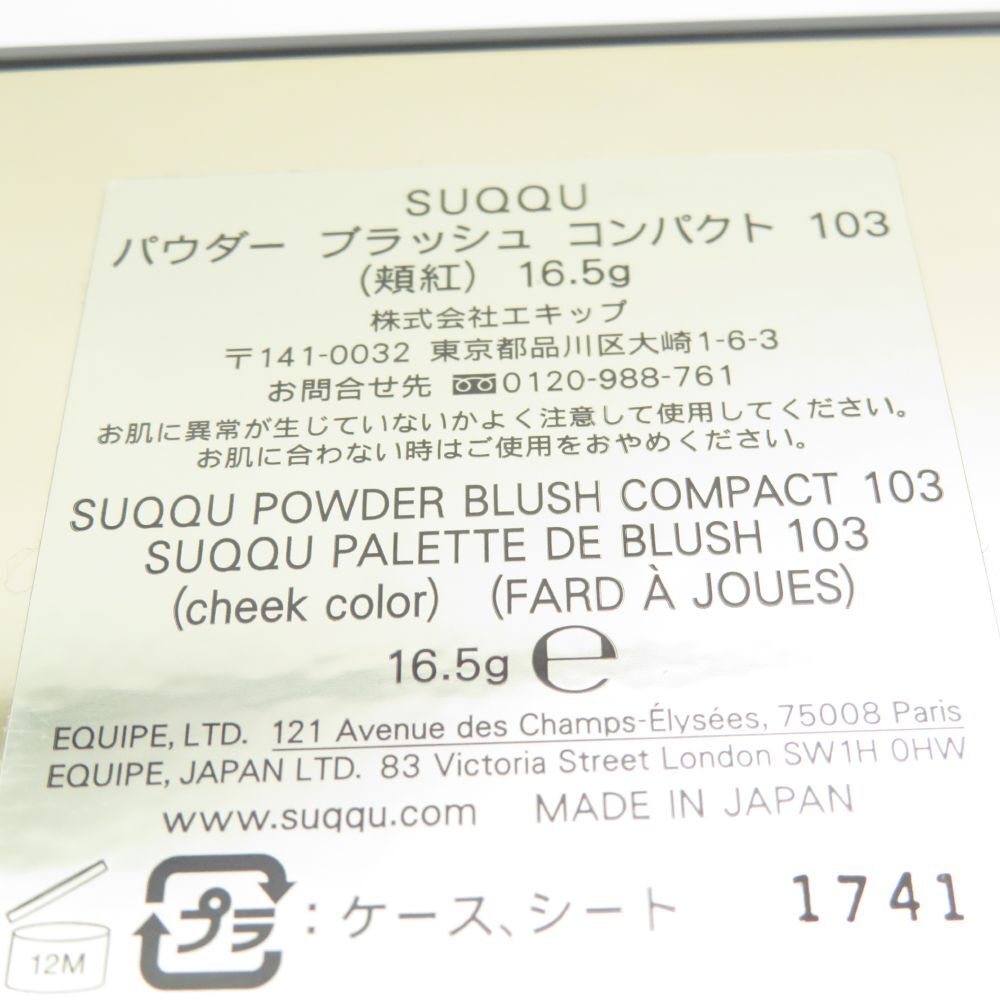 SUQQU
パウダー ブラッシュ コンパクト 103
(頬紅) 16.5g
株式会社エキップ
〒141-0032 東京都品川区大崎1-6-3
お問合せ先 0120-988-761
お肌に異常が生じていないかよく注意して使用してください。
お肌に合わない時はご使用をおやめください。
SUQQU POWDER BLUSH COMPACT 103
SUQQU PALETTE DE BLUSH 103
(cheek color) (FARD À JOUES)
16.5g ℮
EQUIPE, LTD. 121 Avenue des Champs-Élysées, 75008 Paris
EQUIPE, JAPAN LTD. 83 Victoria Street London SW1H 0HW
www.suqqu.com MADE IN JAPAN
12M プラ : ケース、シート 1741